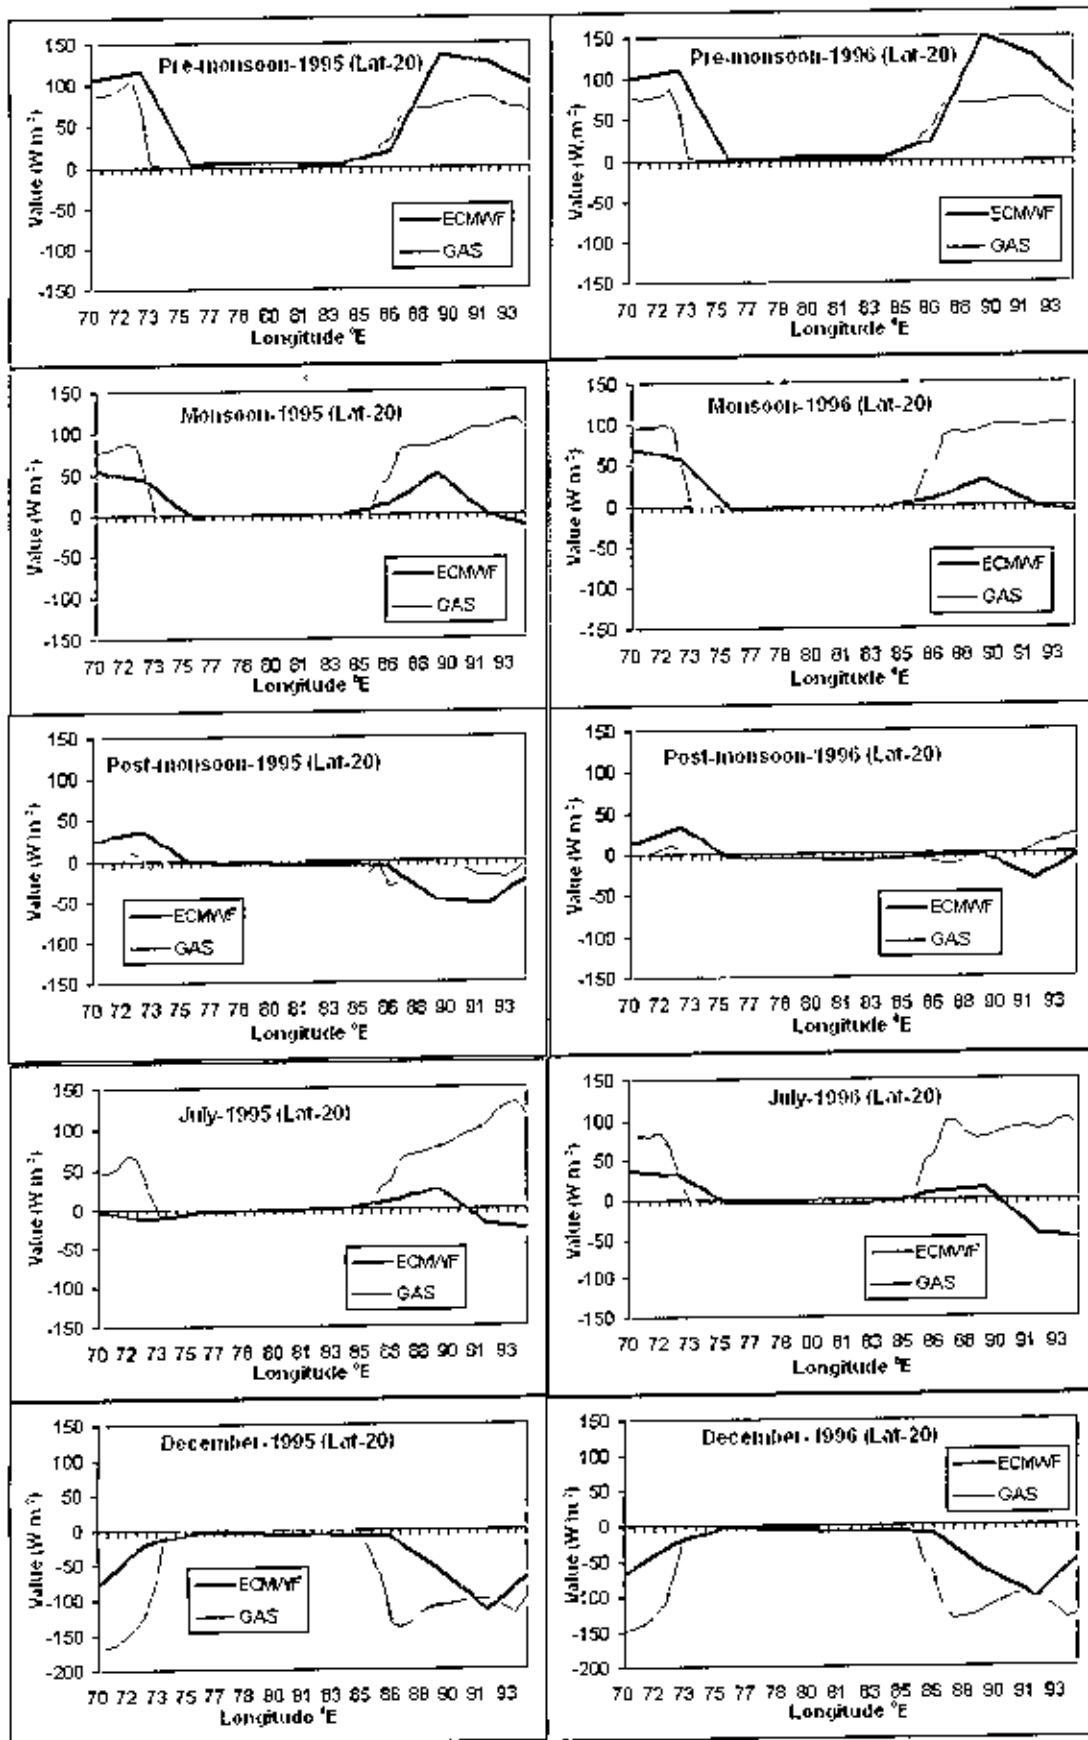 Pre-monsoon-1995 (Lat-20)
Value (W m⁻²)
150
100
50
0
-50
-100
-150
ECMWF
GAS
70 72 73 75 77 78 80 81 83 85 86 88 90 91 93
Longitude ⁰E
Pre-monsoon-1996 (Lat-20)
Value (W m⁻²)
150
100
50
0
-50
-100
-150
ECMWF
GAS
70 72 73 75 77 78 80 81 83 85 86 88 90 91 93
Longitude ⁰E
Monsoon-1995 (Lat-20)
Value (W m⁻²)
150
100
50
0
-50
-100
-150
ECMWF
GAS
70 72 73 75 77 78 80 81 83 85 86 88 90 91 93
Longitude ⁰E
Monsoon-1996 (Lat-20)
Value (W m⁻²)
150
100
50
0
-50
-100
-150
ECMWF
GAS
70 72 73 75 77 78 80 81 83 85 86 88 90 91 93
Longitude ⁰E
Post-monsoon-1995 (Lat-20)
Value (W m⁻²)
150
100
50
0
-50
-100
-150
ECMWF
GAS
70 72 73 75 77 78 80 81 83 85 86 88 90 91 93
Longitude ⁰E
Post-monsoon-1996 (Lat-20)
Value (W m⁻²)
150
100
50
0
-50
-100
-150
ECMWF
GAS
70 72 73 75 77 78 80 81 83 85 86 88 90 91 93
Longitude ⁰E
July-1995 (Lat-20)
Value (W m⁻²)
150
100
50
0
-50
-100
-150
ECMWF
GAS
70 72 73 75 77 78 80 81 83 85 86 88 90 91 93
Longitude ⁰E
July-1996 (Lat-20)
Value (W m⁻²)
150
100
50
0
-50
-100
-150
ECMWF
GAS
70 72 73 75 77 78 80 81 83 85 86 88 90 91 93
Longitude ⁰E
December-1995 (Lat-20)
Value (W m⁻²)
150
100
50
0
-50
-100
-150
-200
ECMWF
GAS
70 72 73 75 77 78 80 81 83 85 86 88 90 91 93
Longitude ⁰E
December-1996 (Lat-20)
Value (W m⁻²)
150
100
50
0
-50
-100
-150
-200
ECMWF
GAS
70 72 73 75 77 78 80 81 83 85 86 88 90 91 93
Longitude ⁰E